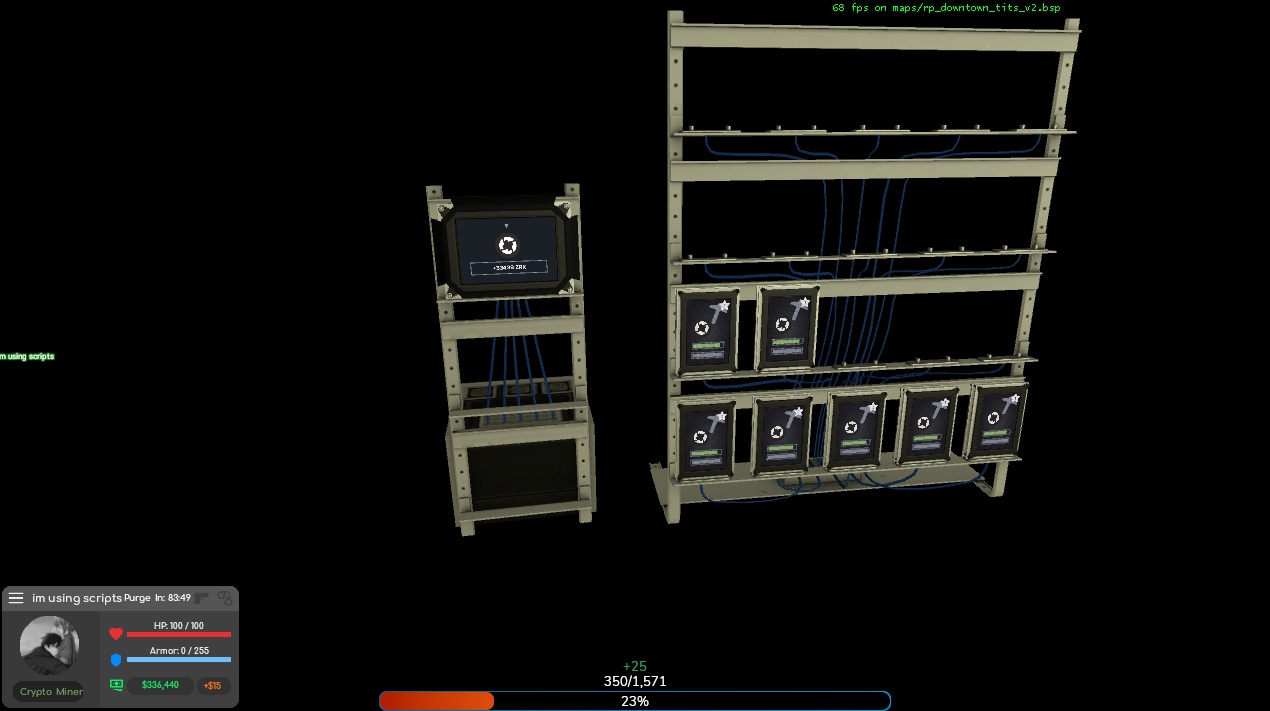 68 fps on maps/rp_downtown_tits_v2.bsp
im using scripts
im using scripts Purge In: 83:49
HP: 100 / 100
Armor: 0 / 255
Crypto Miner
$336,440
+$15
+25
350/1,571
23%